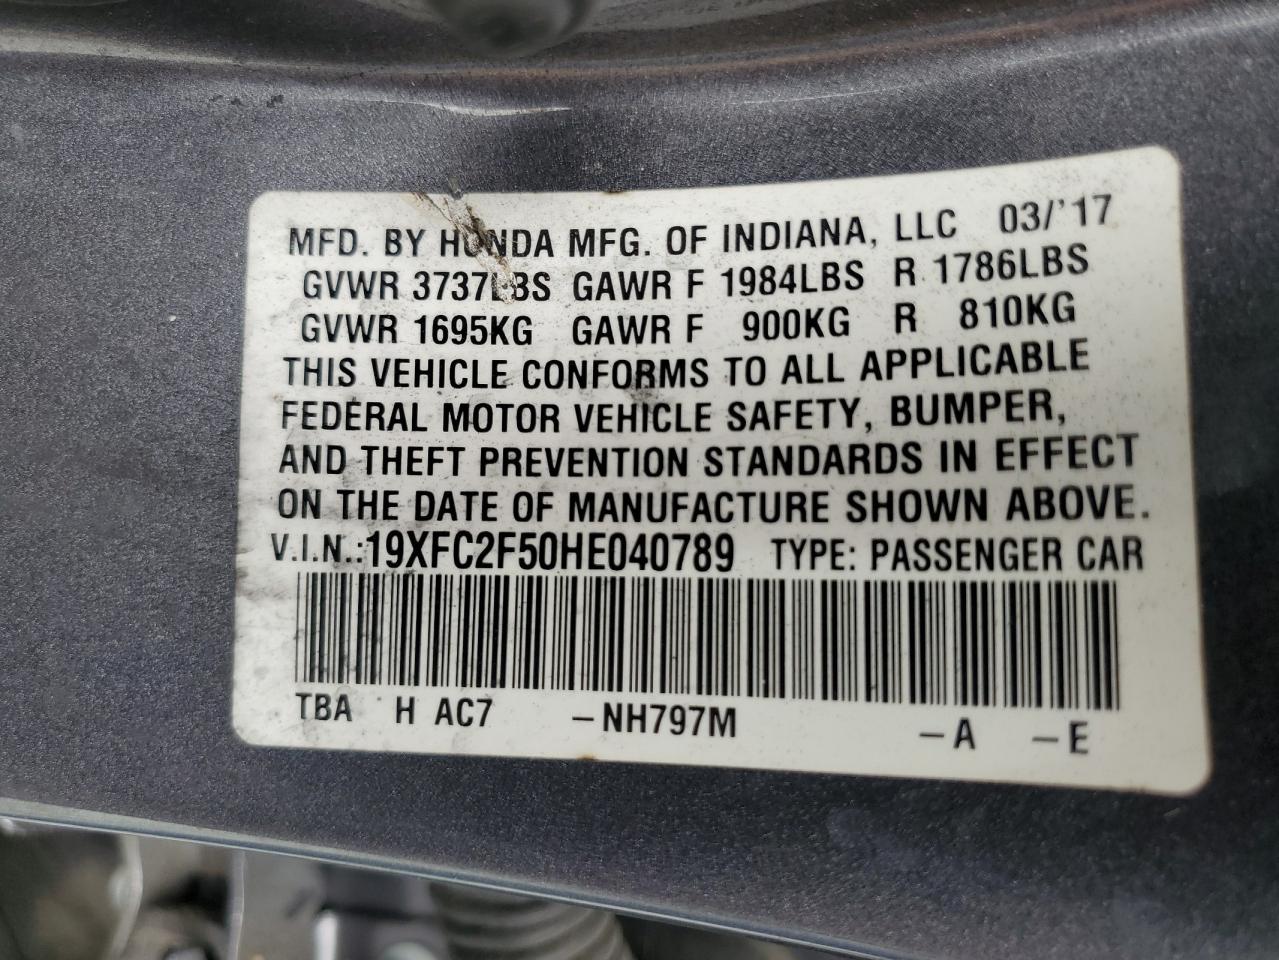 MFD. BY HONDA MFG. OF INDIANA, LLC 03/'17
GVWR 3737LBS GAWR F 1984LBS R 1786LBS
GVWR 1695KG GAWR F 900KG R 810KG
THIS VEHICLE CONFORMS TO ALL APPLICABLE
FEDERAL MOTOR VEHICLE SAFETY, BUMPER,
AND THEFT PREVENTION STANDARDS IN EFFECT
ON THE DATE OF MANUFACTURE SHOWN ABOVE.
V.I.N.:19XFC2F50HE040789 TYPE: PASSENGER CAR
TBA H AC7 –NH797M –A –E